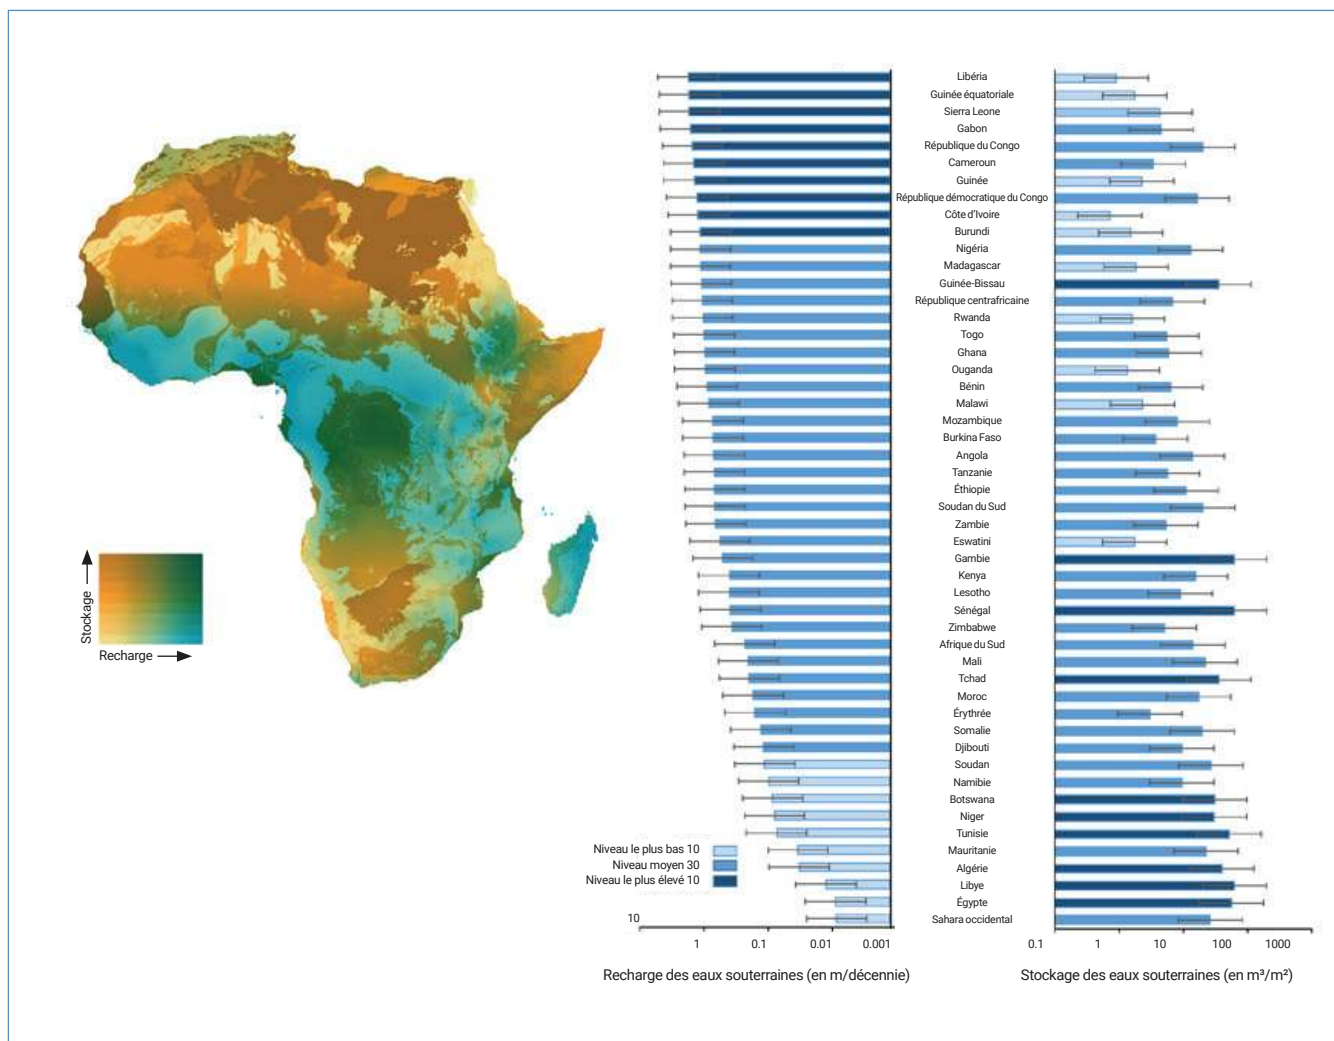 Stockage
Recharge
Libéria
Guinée équatoriale
Sierra Leone
Gabon
République du Congo
Cameroun
Guinée
République démocratique du Congo
Côte d'Ivoire
Burundi
Nigéria
Madagascar
Guinée-Bissau
République centrafricaine
Rwanda
Togo
Ghana
Ouganda
Bénin
Malawi
Mozambique
Burkina Faso
Angola
Tanzanie
Éthiopie
Soudan du Sud
Zambie
Eswatini
Gambie
Kenya
Lesotho
Sénégal
Zimbabwe
Afrique du Sud
Mali
Tchad
Moroc
Érythrée
Somalie
Djibouti
Soudan
Namibie
Botswana
Niger
Tunisie
Mauritanie
Algérie
Libye
Égypte
Sahara occidental
Niveau le plus bas 10
Niveau moyen 30
Niveau le plus élevé 10
10
1 0.1 0.01 0.001
Recharge des eaux souterraines (en m/décennie)
0.1 1 10 100 1000
Stockage des eaux souterraines (en m³/m²)